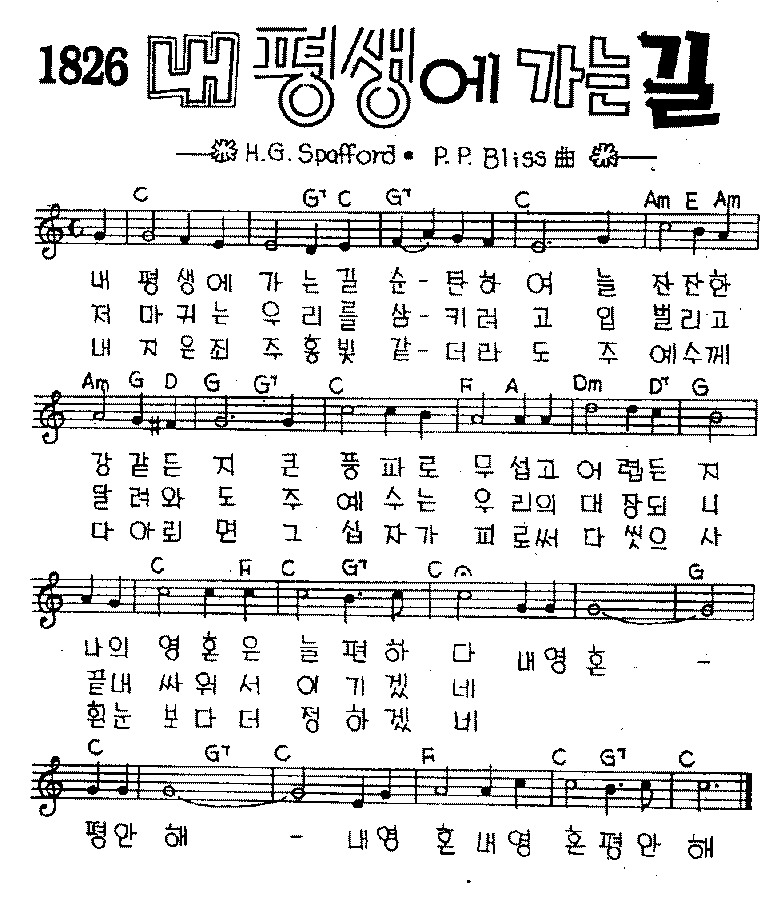 1826 내 평생에 가는길
H.G. Spafford • P.P. Bliss 曲
C G7 C G7 C Am E Am
내 평 생 에 가 는 길 순 - 탄 하 여 늘 잔 잔 한
저 마 귀 는 우 리 를 삼 - 키 려 고 입 벌 리 고
내 지 은 죄 주 홍 빛 같 - 더 라 도 주 예 수 께
Am G D G G7 C F A Dm D7 G
강 같 든 지 큰 풍 파 로 무 섭 고 어 렵 든 지
달 려 와 도 주 예 수 는 우 리 의 대 장 되 니
다 아 뢰 면 그 십 자 가 피 로 써 다 씻 으 사
C F C G7 C G
나 의 영 혼 은 늘 편 하 다 내 영 혼 -
끝 내 싸 워 서 이 기 겠 네
흰 눈 보 다 더 정 하 겠 네
C G7 C F C G7 C
평 안 해 - 내 영 혼 내 영 혼 평 안 해